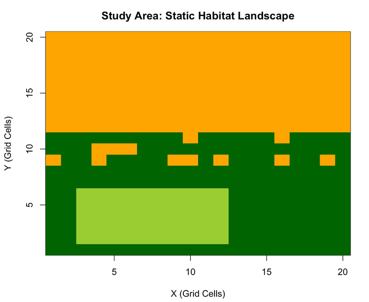 Study Area: Static Habitat Landscape
20
15
10
5
Y (Grid Cells)
5 10 15 20
X (Grid Cells)